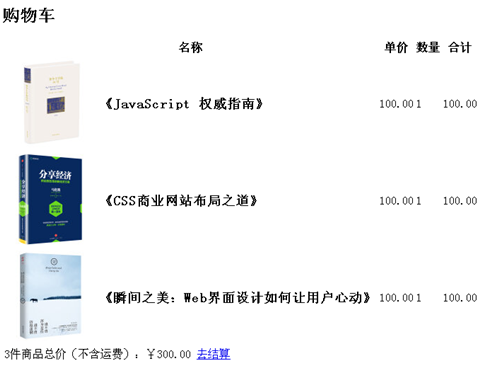 购物车
名称 单价 数量 合计
《JavaScript 权威指南》 100.00 1 100.00
分享经济
《CSS商业网站布局之道》 100.00 1 100.00
《瞬间之美：Web界面设计如何让用户心动》 100.00 1 100.00
3件商品总价（不含运费）：￥300.00 去结算